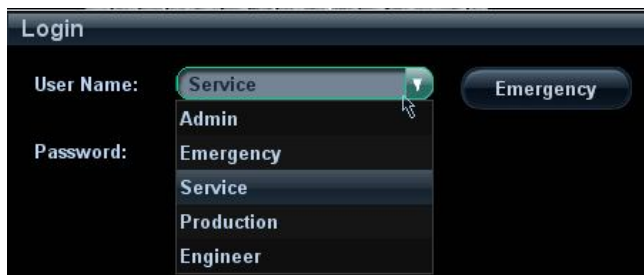 Login
User Name: Service Emergency
Admin
Password: Emergency
Service
Production
Engineer